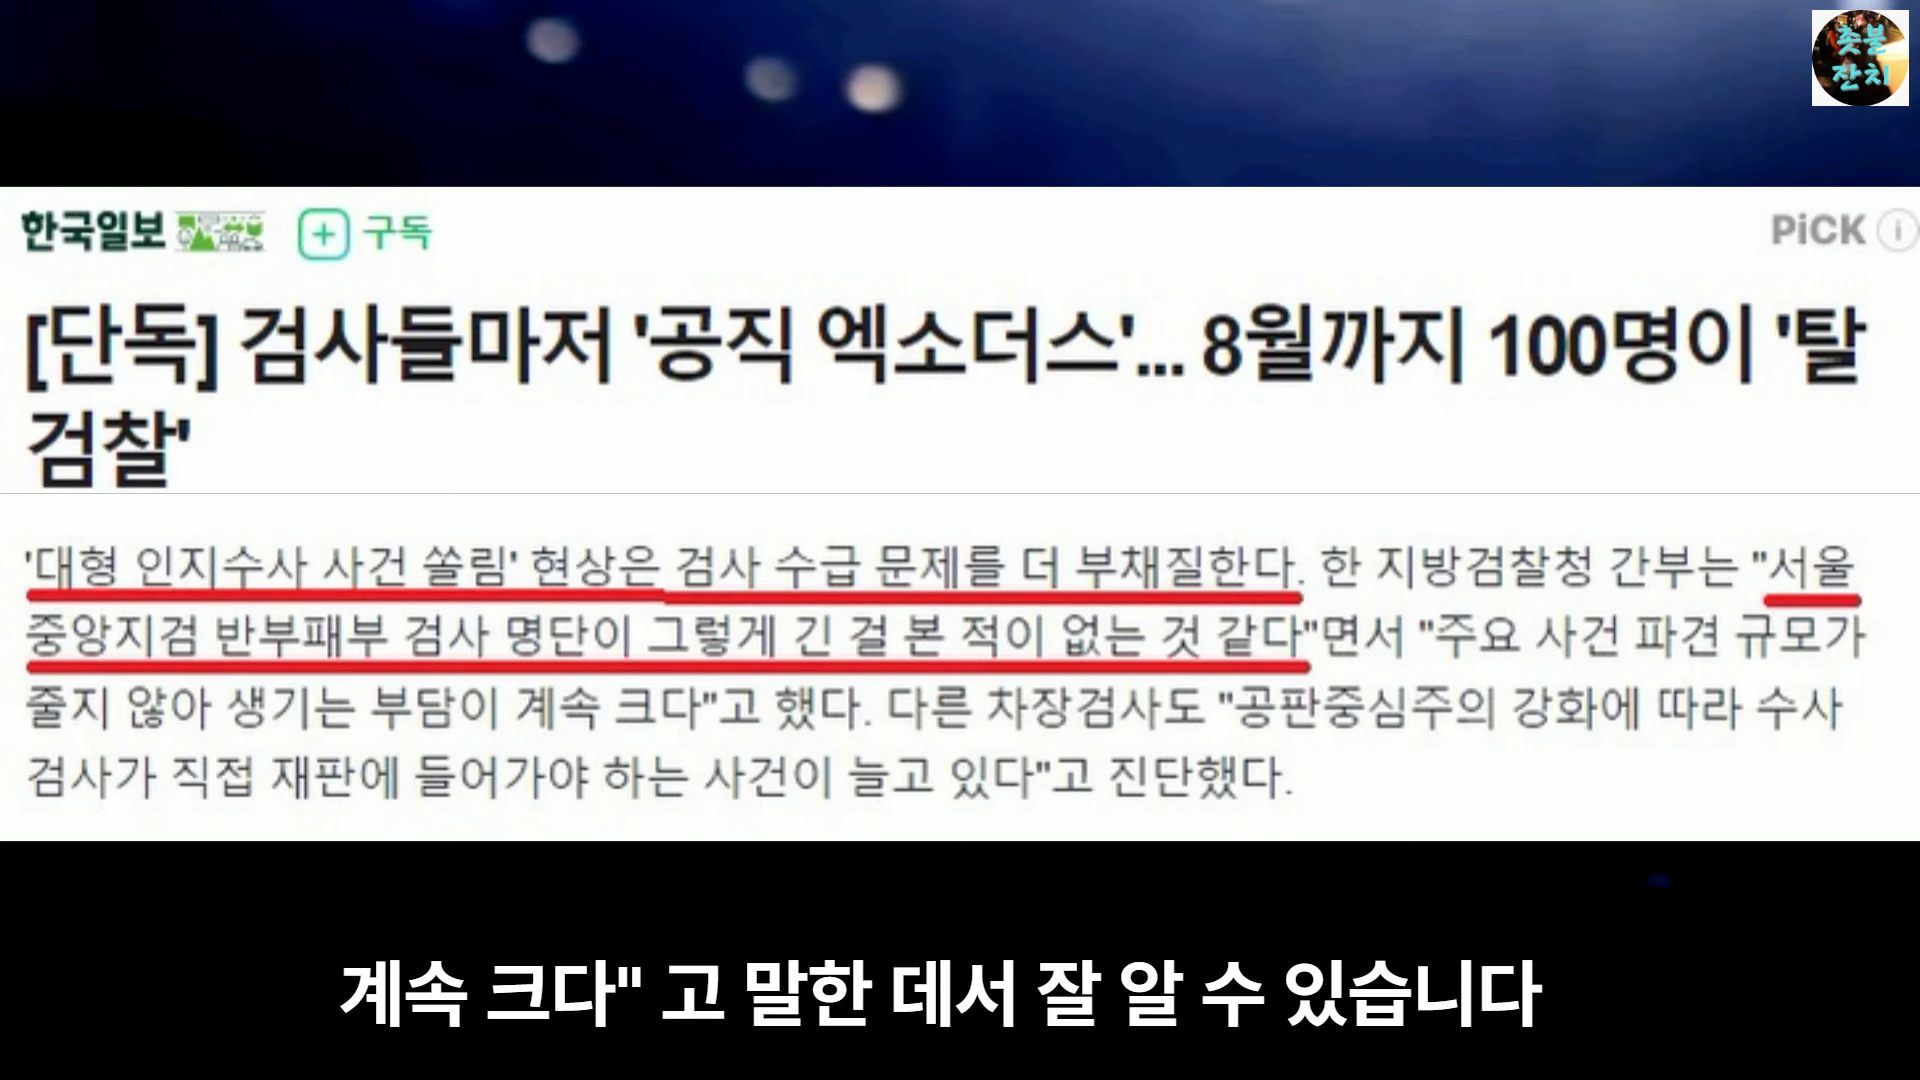 촛불
잔치
한국일보 + 구독 PiCK i
[단독] 검사들마저 '공직 엑소더스'... 8월까지 100명이 '탈
검찰'
'대형 인지수사 사건 쏠림' 현상은 검사 수급 문제를 더 부채질한다. 한 지방검찰청 간부는 "서울
중앙지검 반부패부 검사 명단이 그렇게 긴 걸 본 적이 없는 것 같다"면서 "주요 사건 파견 규모가
줄지 않아 생기는 부담이 계속 크다"고 했다. 다른 차장검사도 "공판중심주의 강화에 따라 수사
검사가 직접 재판에 들어가야 하는 사건이 늘고 있다"고 진단했다.
계속 크다" 고 말한 데서 잘 알 수 있습니다